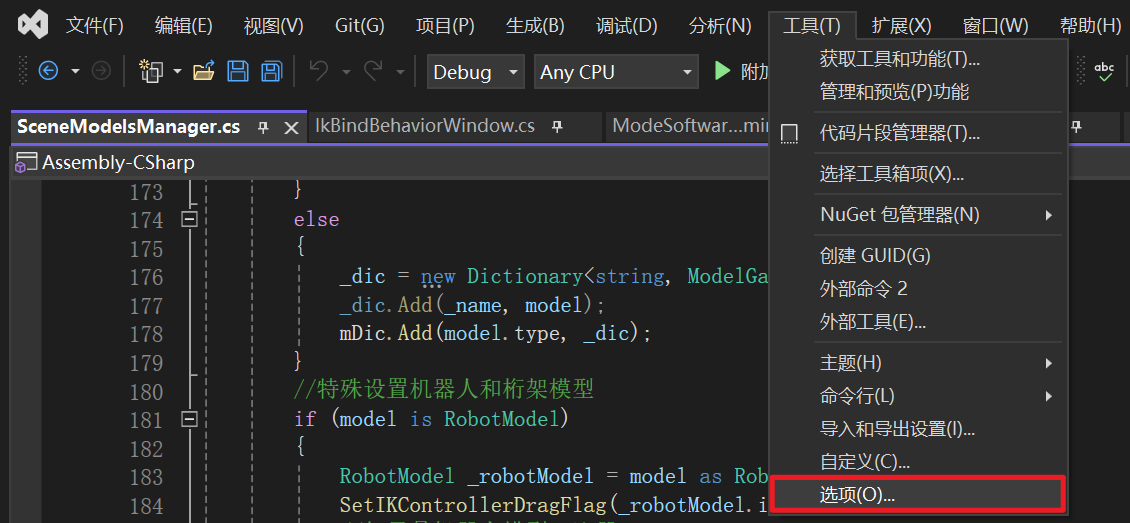 文件(F) 编辑(E) 视图(V) Git(G) 项目(P) 生成(B) 调试(D) 分析(N) 工具(T) 扩展(X) 窗口(W) 帮助(H)
Debug Any CPU 附加 abc
SceneModelsManager.cs IkBindBehaviorWindow.cs ModeSoftwar...min
Assembly-CSharp
173 }
174 else
175 {
176 _dic = new Dictionary<string, ModelGa
177 _dic.Add(_name, model);
178 mDic.Add(model.type, _dic);
179 }
180 //特殊设置机器人和桁架模型
181 if (model is RobotModel)
182 {
183 RobotModel _robotModel = model as Rob
184 SetIKControllerDragFlag(_robotModel.i
获取工具和功能(T)...
管理和预览(P)功能
代码片段管理器(T)...
选择工具箱项(X)...
NuGet 包管理器(N)
创建 GUID(G)
外部命令 2
外部工具(E)...
主题(H)
命令行(L)
导入和导出设置(I)...
自定义(C)...
选项(O)...